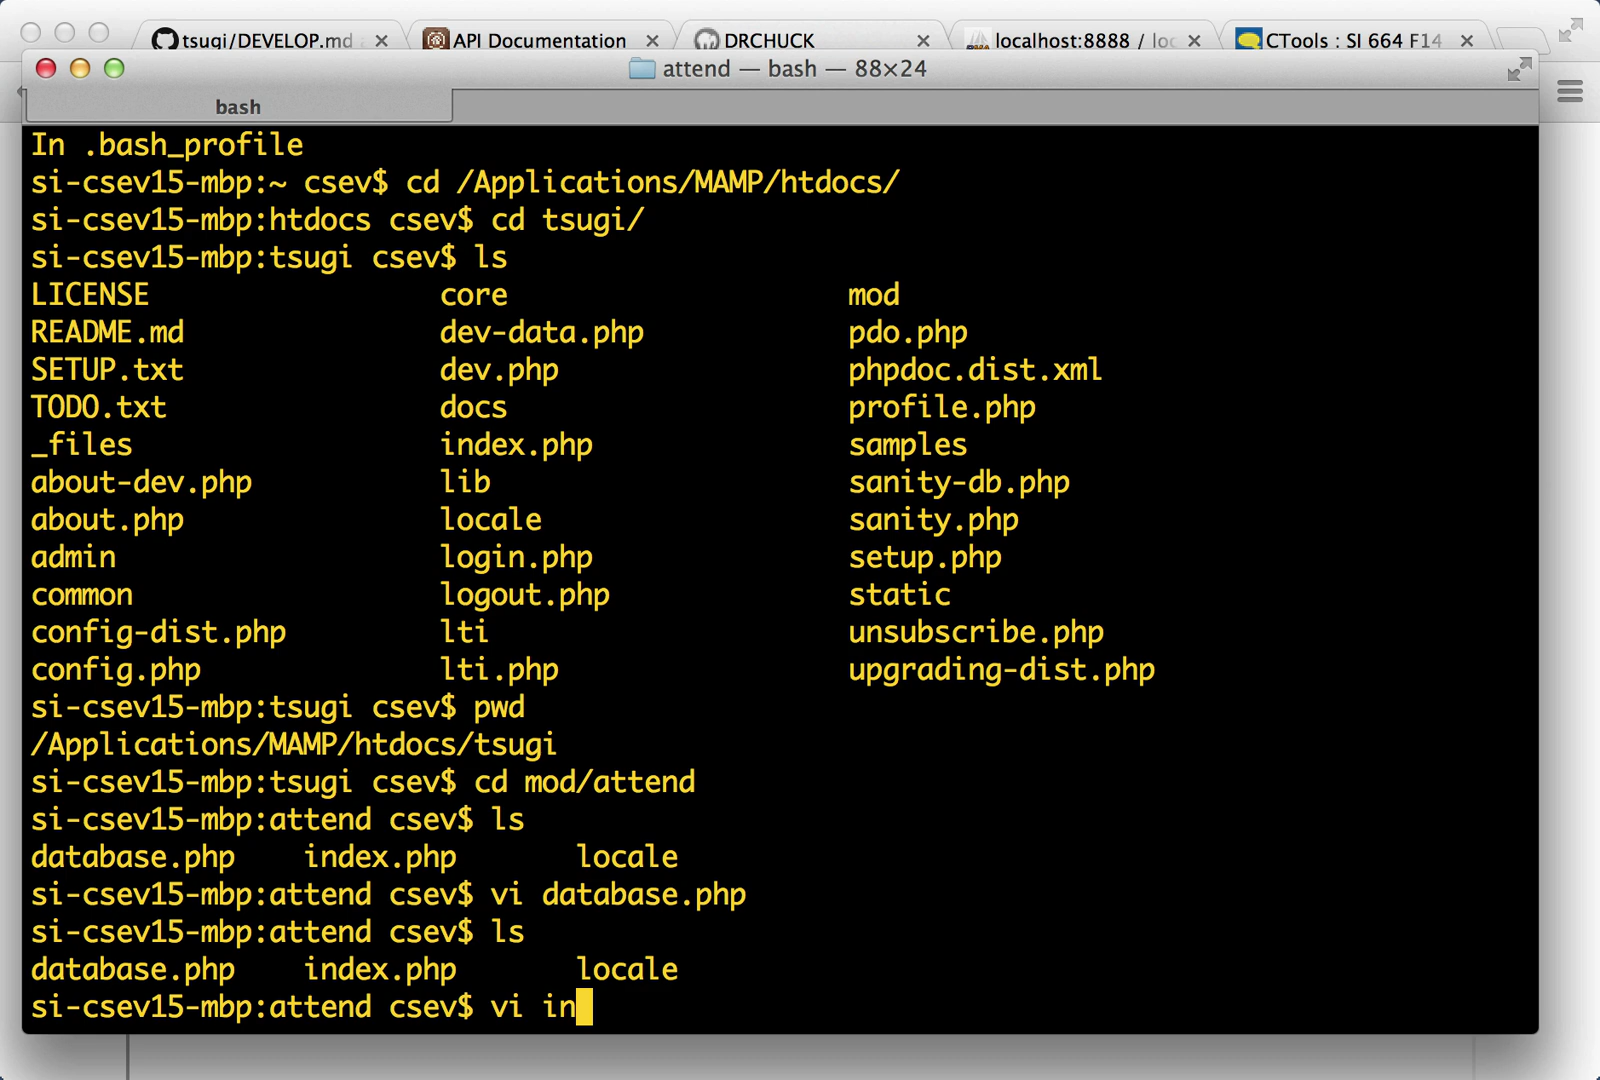 tsugi/DEVELOP.md API Documentation DRCHUCK localhost:8888 / loc CTools : SI 664 F14
attend — bash — 88×24
bash
In .bash_profile
si-csev15-mbp:~ csev$ cd /Applications/MAMP/htdocs/
si-csev15-mbp:htdocs csev$ cd tsugi/
si-csev15-mbp:tsugi csev$ ls
LICENSE core mod
README.md dev-data.php pdo.php
SETUP.txt dev.php phpdoc.dist.xml
TODO.txt docs profile.php
_files index.php samples
about-dev.php lib sanity-db.php
about.php locale sanity.php
admin login.php setup.php
common logout.php static
config-dist.php lti unsubscribe.php
config.php lti.php upgrading-dist.php
si-csev15-mbp:tsugi csev$ pwd
/Applications/MAMP/htdocs/tsugi
si-csev15-mbp:tsugi csev$ cd mod/attend
si-csev15-mbp:attend csev$ ls
database.php index.php locale
si-csev15-mbp:attend csev$ vi database.php
si-csev15-mbp:attend csev$ ls
database.php index.php locale
si-csev15-mbp:attend csev$ vi in